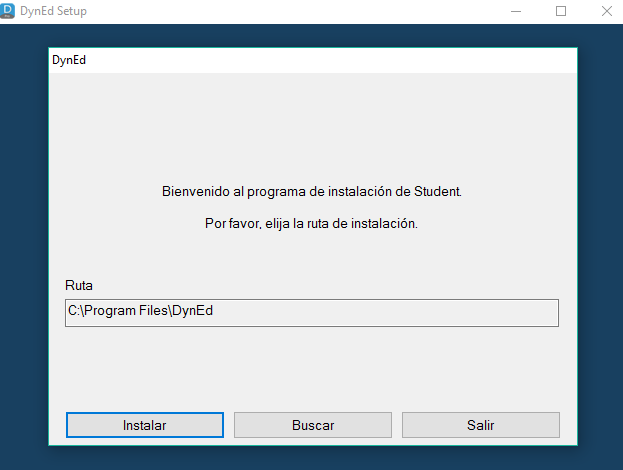 DynEd Setup
DynEd
Bienvenido al programa de instalación de Student.
Por favor, elija la ruta de instalación.
Ruta
C:\Program Files\DynEd
Instalar
Buscar
Salir